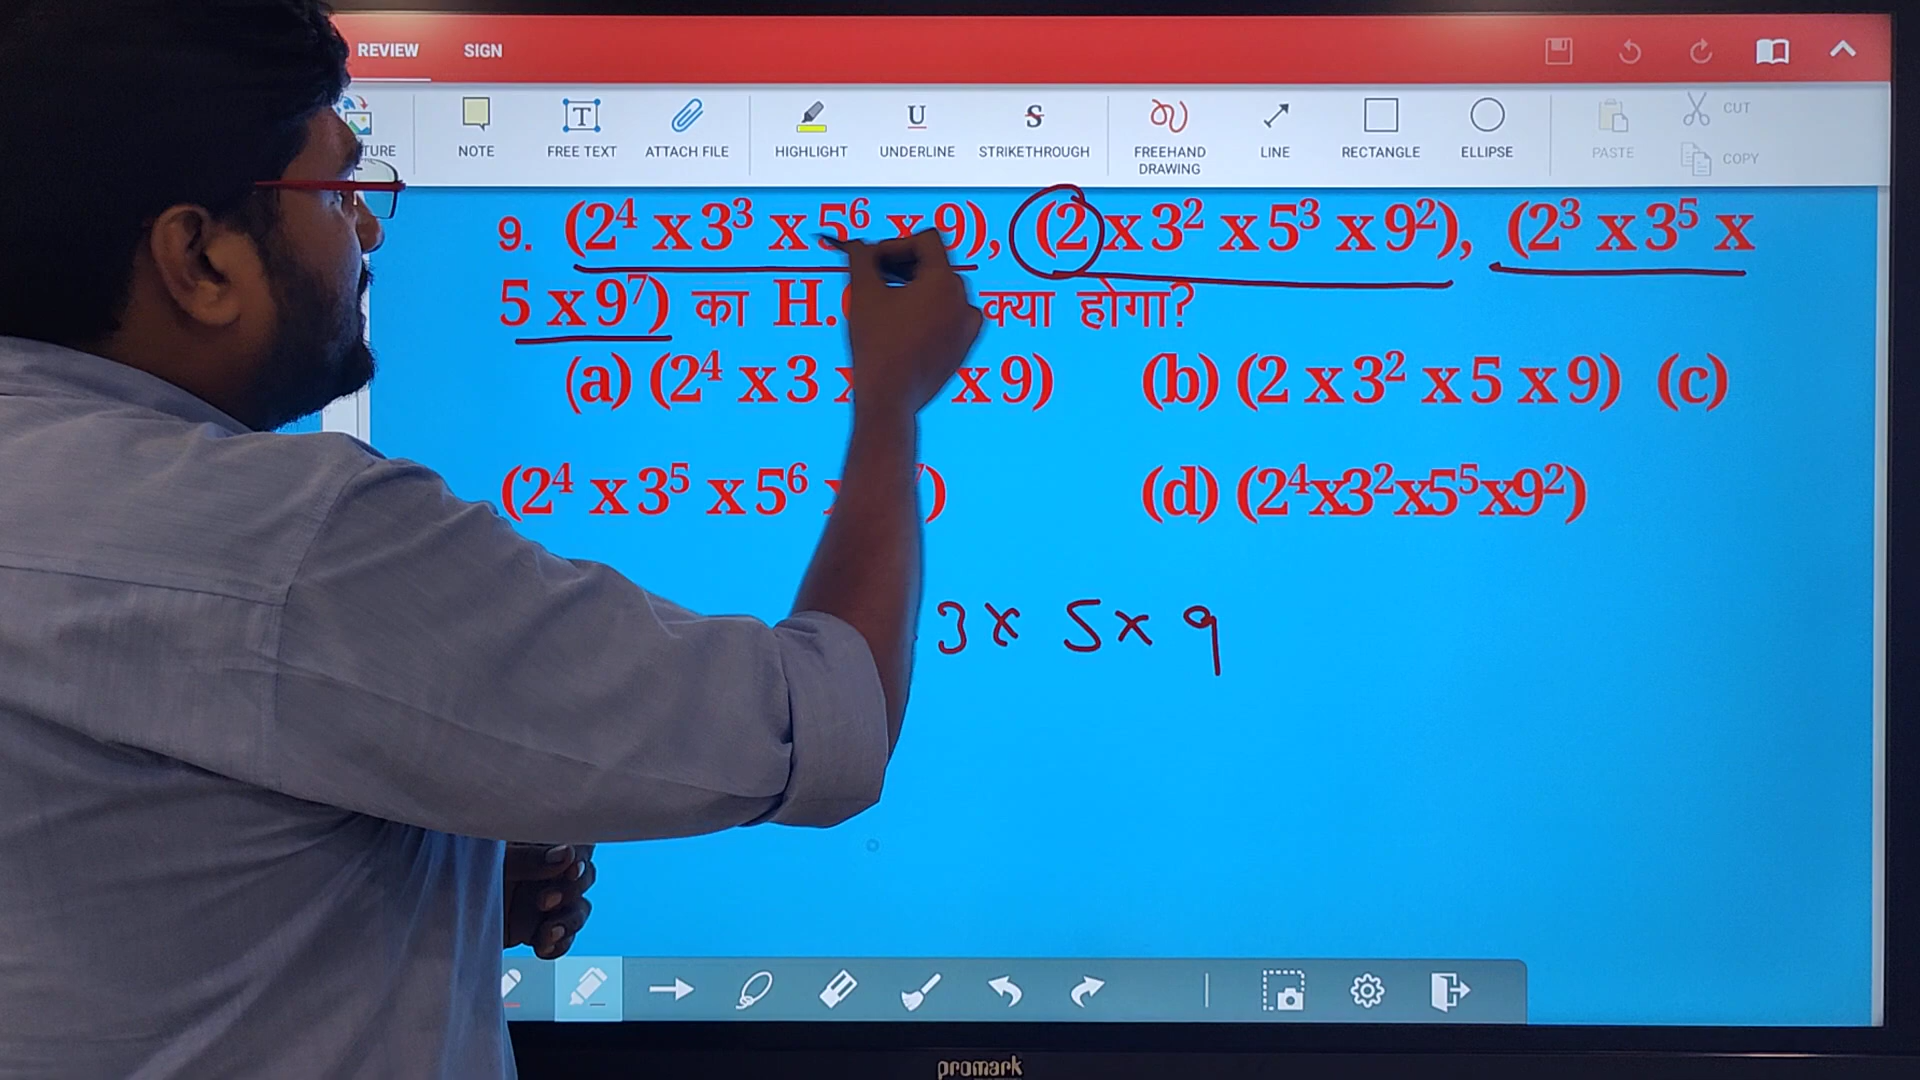 REVIEW SIGN
NOTE FREE TEXT ATTACH FILE HIGHLIGHT UNDERLINE STRIKETHROUGH FREEHAND DRAWING LINE RECTANGLE ELLIPSE PASTE CUT COPY
9. (2⁴ x 3³ x 5⁶ x 9), (2 x 3² x 5³ x 9²), (2³ x 3⁵ x
5 x 9⁷) का H. क्या होगा?
(a) (2⁴ x 3 x x 9) (b) (2 x 3² x 5 x 9) (c)
(2⁴ x 3⁵ x 5⁶ ) (d) (2⁴x3²x5⁵x9²)
3 x 5 x 9
promark